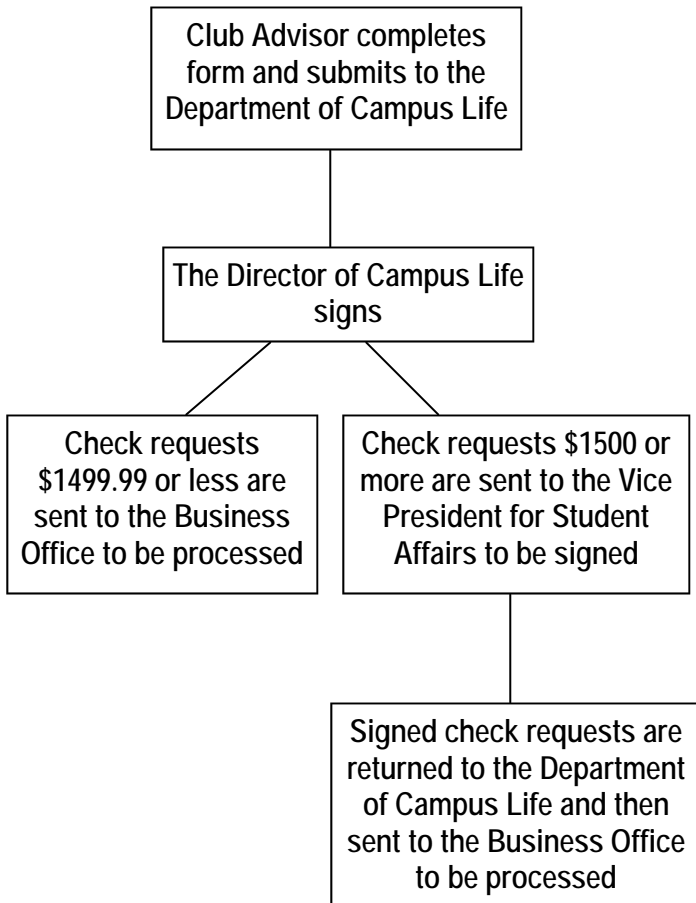 Club Advisor completes
form and submits to the
Department of Campus Life
The Director of Campus Life
signs
Check requests
$1499.99 or less are
sent to the Business
Office to be processed
Check requests $1500 or
more are sent to the Vice
President for Student
Affairs to be signed
Signed check requests are
returned to the Department
of Campus Life and then
sent to the Business Office
to be processed